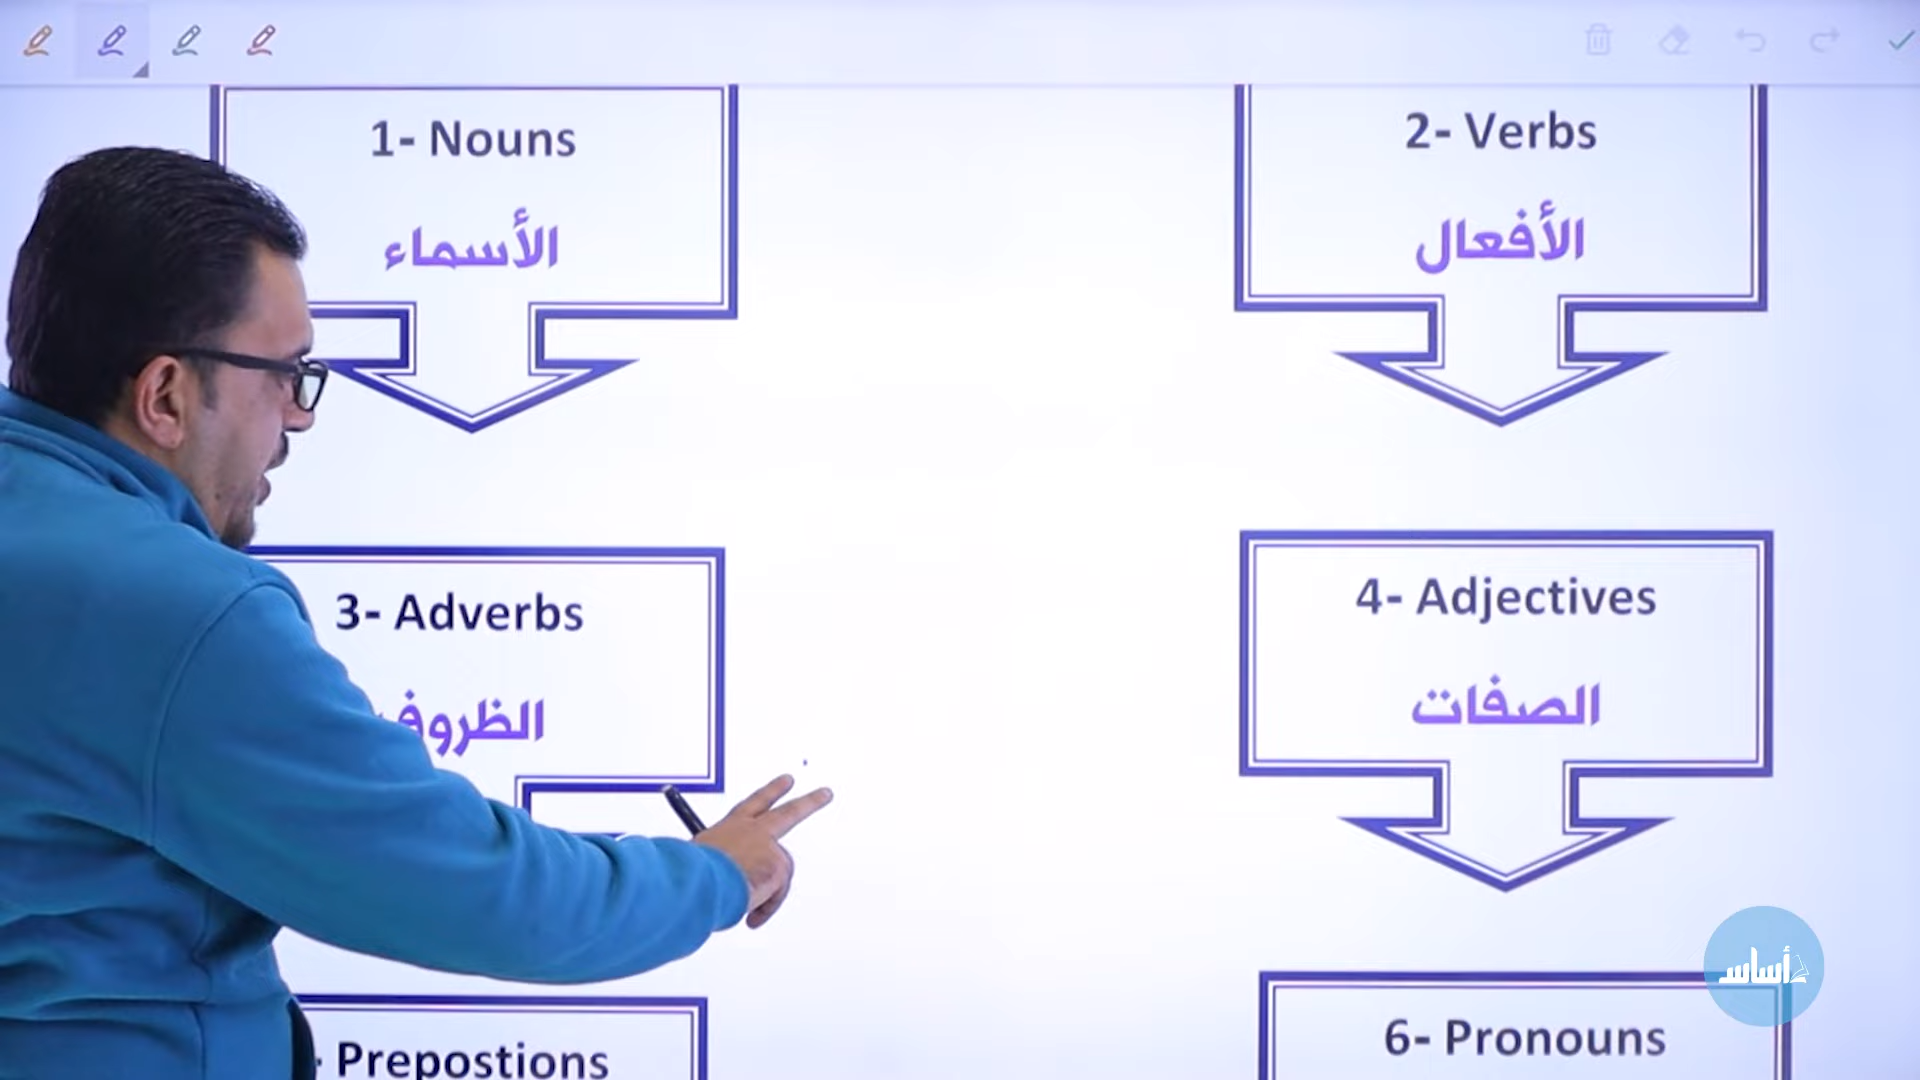 1- Nouns
الأسماء
2- Verbs
الأفعال
3- Adverbs
4- Adjectives
الصفات
- Prepostions
6- Pronouns
أساس